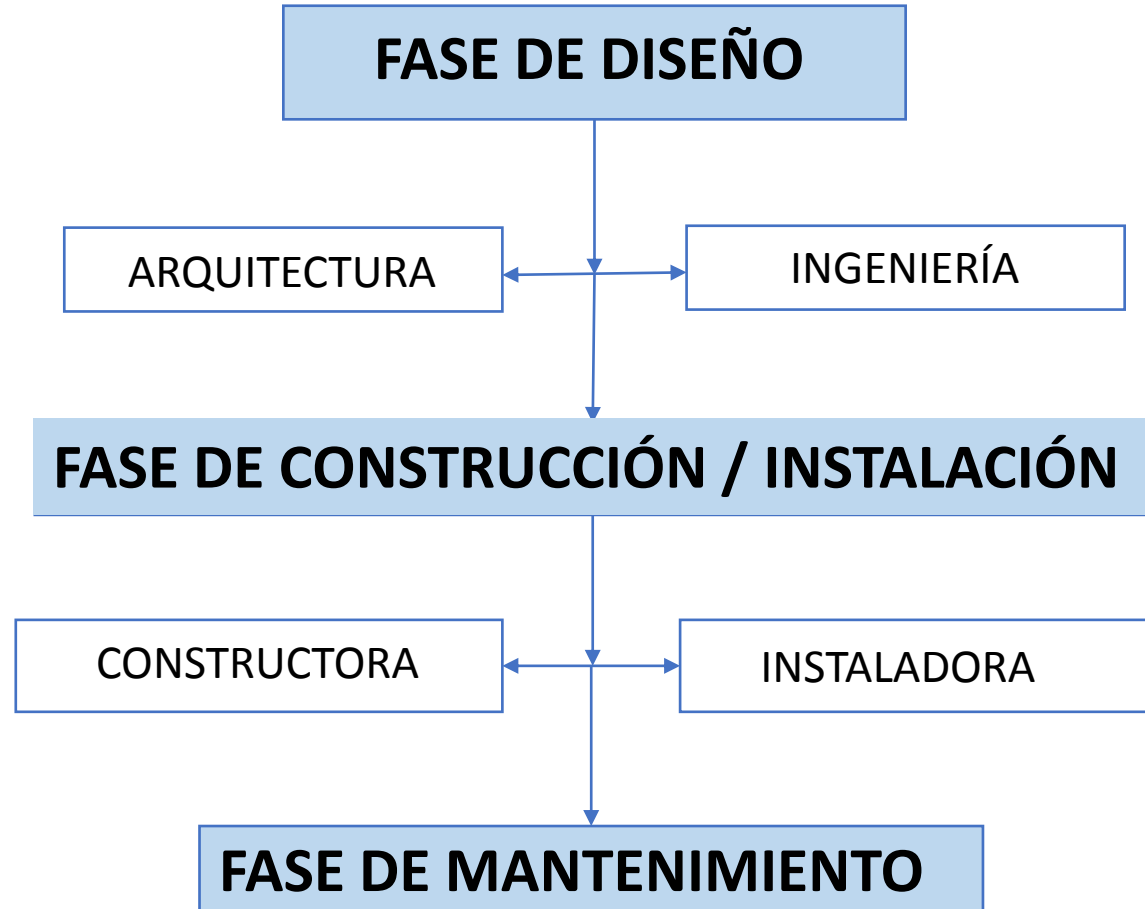 FASE DE DISEÑO
ARQUITECTURA
INGENIERÍA
FASE DE CONSTRUCCIÓN / INSTALACIÓN
CONSTRUCTORA
INSTALADORA
FASE DE MANTENIMIENTO